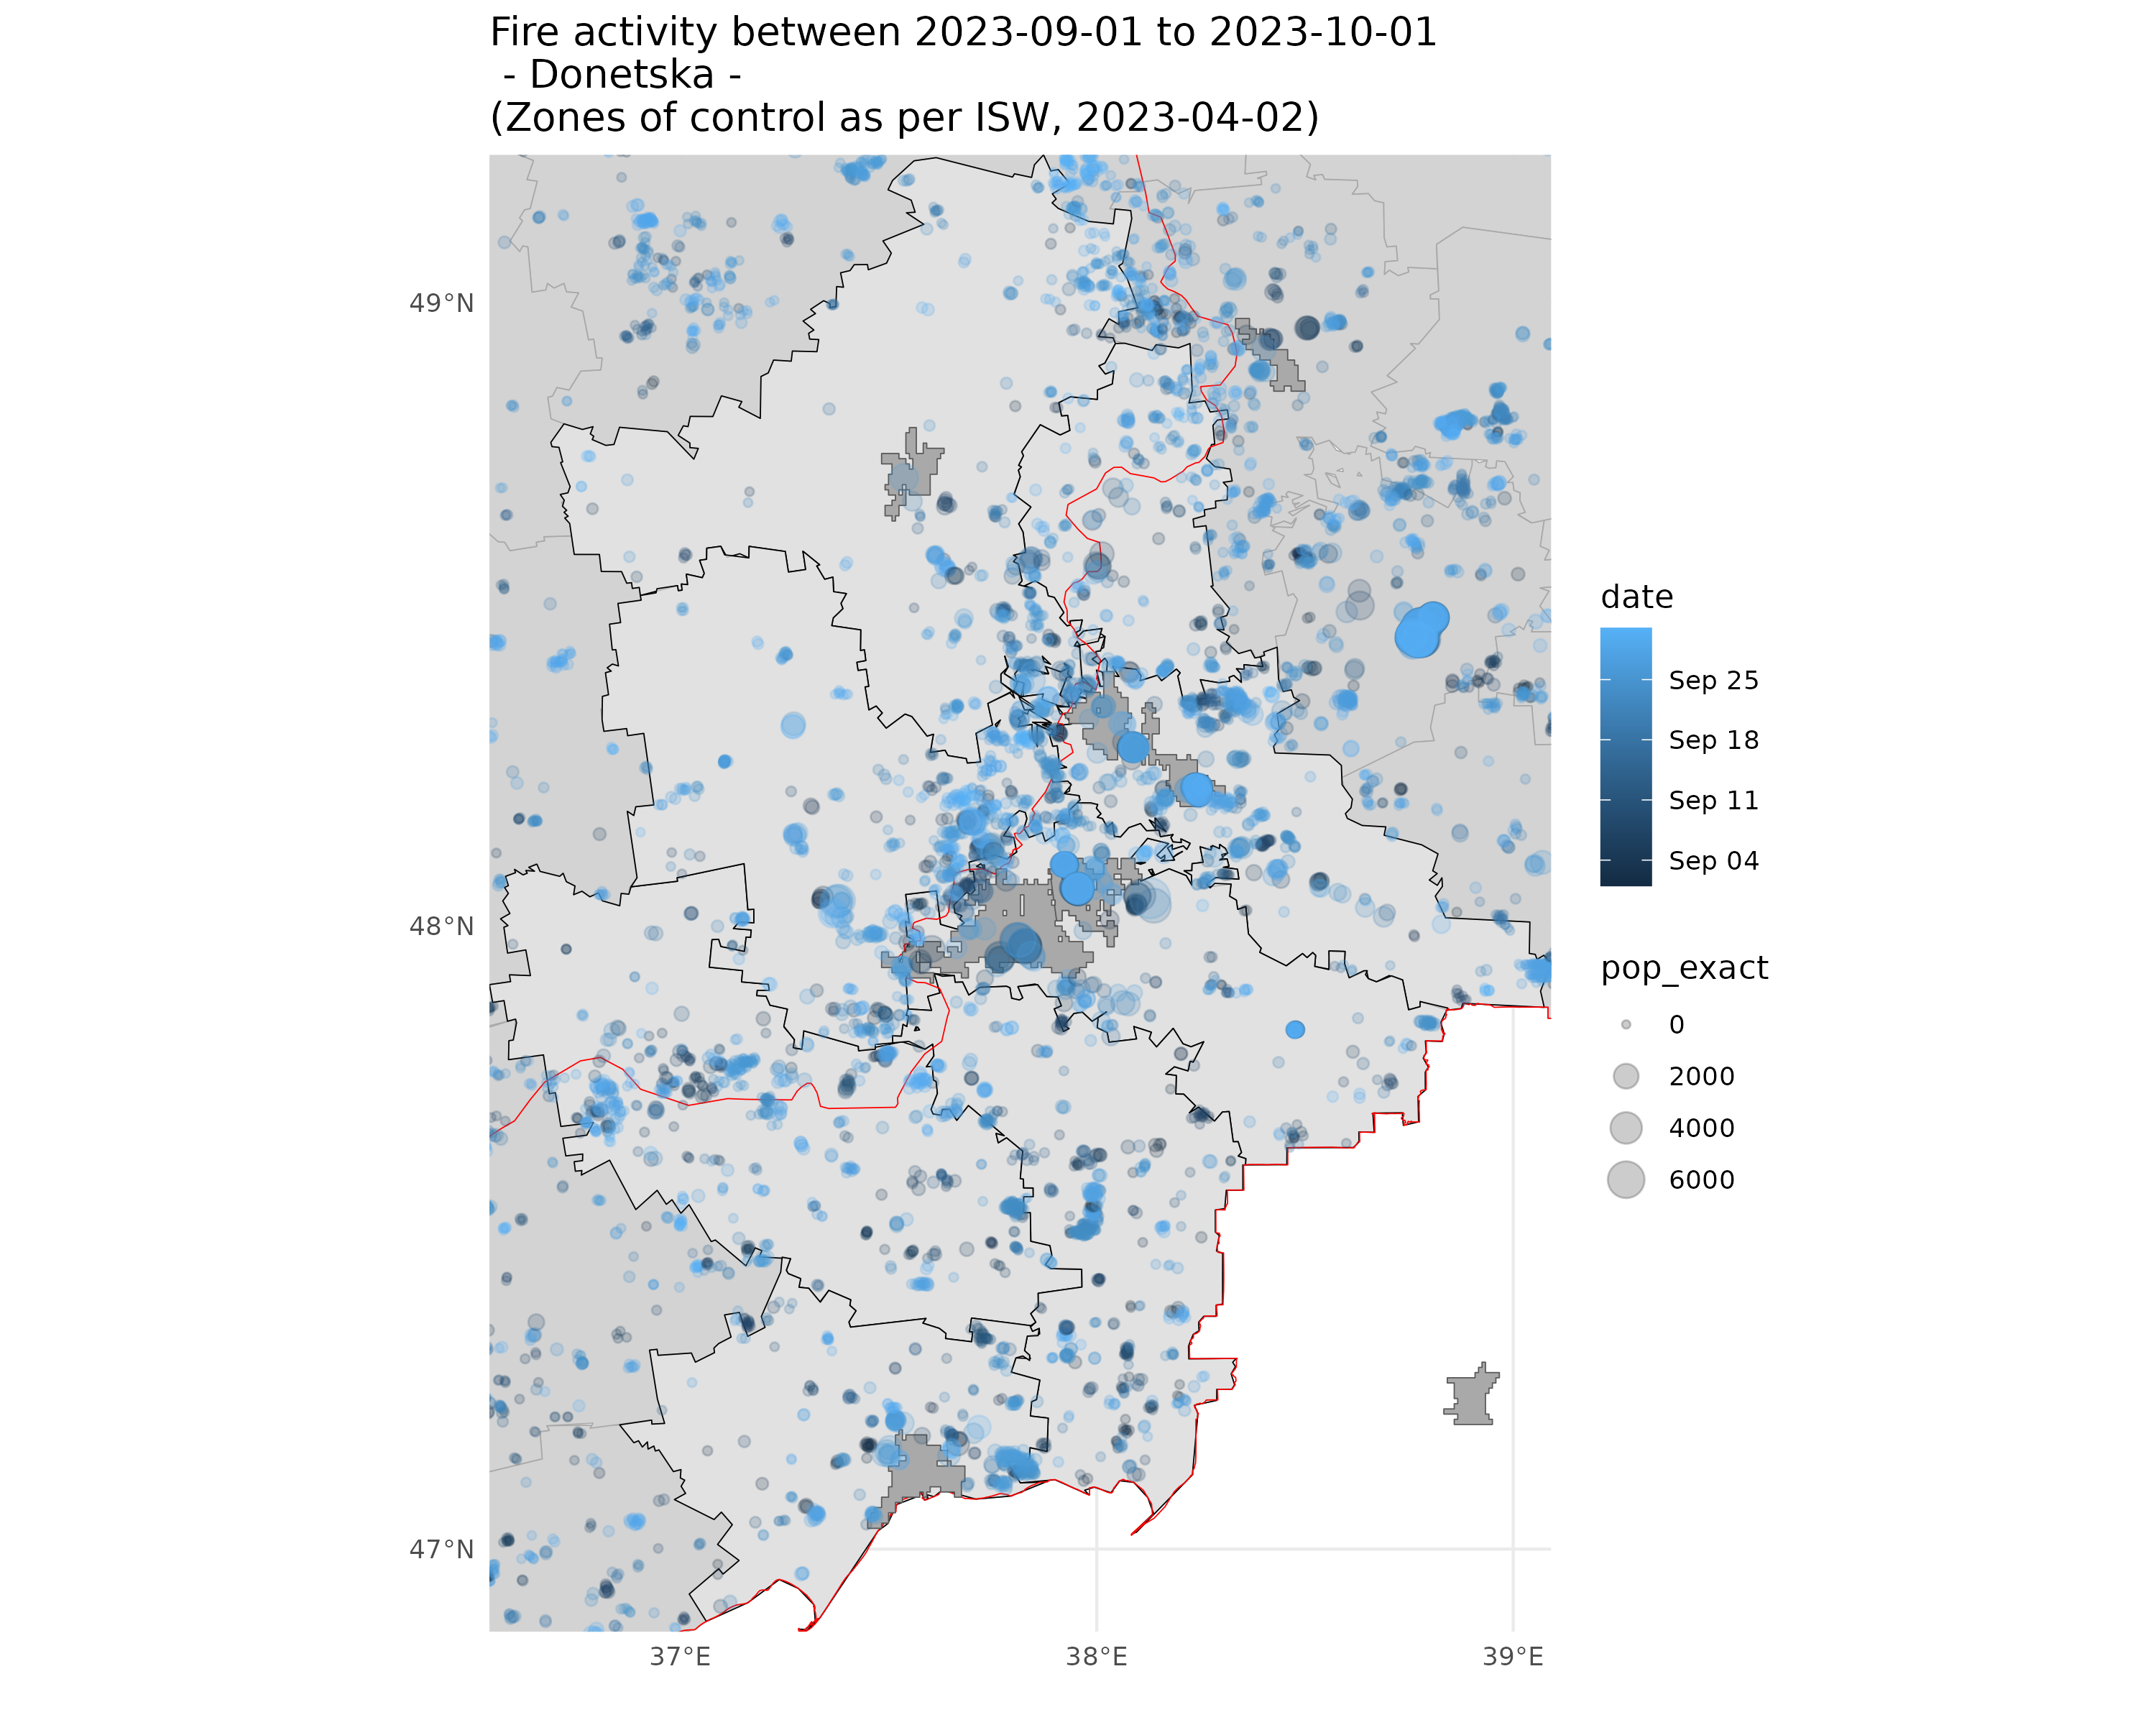 Fire activity between 2023-09-01 to 2023-10-01
- Donetska -
(Zones of control as per ISW, 2023-04-02)
49°N
48°N
47°N
37°E
38°E
39°E
date
Sep 25
Sep 18
Sep 11
Sep 04
pop_exact
0
2000
4000
6000